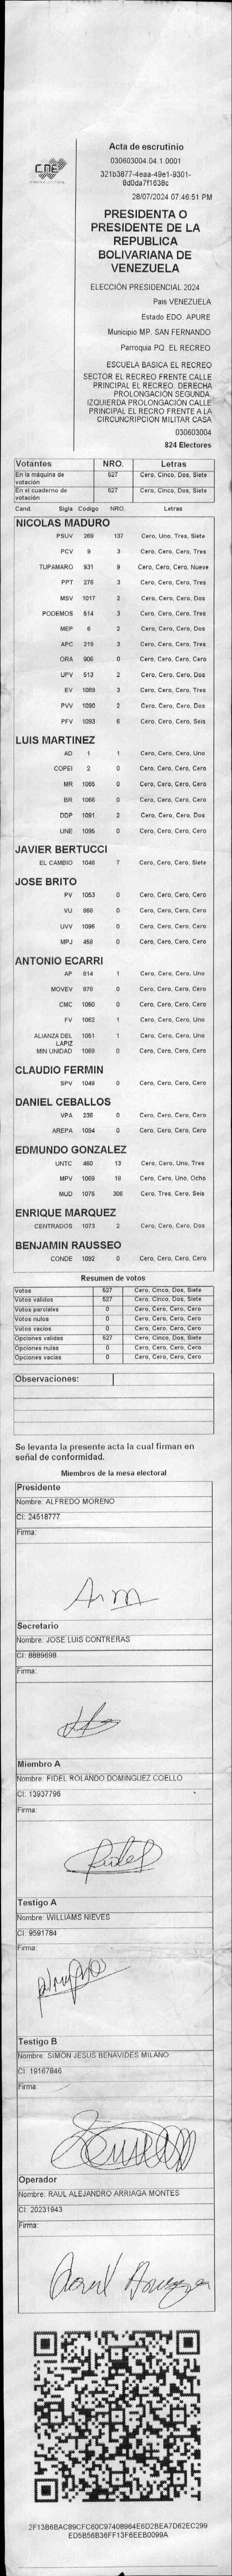 CNE
Acta de escrutinio
030603004.04.1.0001
321b3877-4eaa-49e1-9301-
8d0da7f1638c
28/07/2024 07:46:51 PM
PRESIDENTA O
PRESIDENTE DE LA
REPUBLICA
BOLIVARIANA DE
VENEZUELA
ELECCIÓN PRESIDENCIAL 2024
Pais VENEZUELA
Estado EDO. APURE
Municipio MP. SAN FERNANDO
Parroquia PQ. EL RECREO
ESCUELA BASICA EL RECREO
SECTOR EL RECREO FRENTE CALLE
PRINCIPAL EL RECREO. DERECHA
PROLONGACIÓN SEGUNDA.
IZQUIERDA PROLONGACIÓN CALLE
PRINCIPAL EL RECRO FRENTE A LA
CIRCUNCRIPCION MILITAR CASA
030603004
824 Electores
Votantes NRO. Letras
En la máquina de votación 527 Cero, Cinco, Dos, Siete
En el cuaderno de votación 527 Cero, Cinco, Dos, Siete
Cand. Sigla Código NRO. Letras
NICOLAS MADURO
PSUV 269 137 Cero, Uno, Tres, Siete
PCV 9 3 Cero, Cero, Cero, Tres
TUPAMARO 931 9 Cero, Cero, Cero, Nueve
PPT 276 3 Cero, Cero, Cero, Tres
MSV 1017 2 Cero, Cero, Cero, Dos
PODEMOS 514 3 Cero, Cero, Cero, Tres
MEP 6 2 Cero, Cero, Cero, Dos
APC 219 3 Cero, Cero, Cero, Tres
ORA 906 0 Cero, Cero, Cero, Cero
UPV 513 2 Cero, Cero, Cero, Dos
EV 1089 3 Cero, Cero, Cero, Tres
PVV 1090 2 Cero, Cero, Cero, Dos
PFV 1093 6 Cero, Cero, Cero, Seis
LUIS MARTINEZ
AD 1 1 Cero, Cero, Cero, Uno
COPEI 2 0 Cero, Cero, Cero, Cero
MR 1065 0 Cero, Cero, Cero, Cero
BR 1066 0 Cero, Cero, Cero, Cero
DDP 1091 2 Cero, Cero, Cero, Dos
UNE 1095 0 Cero, Cero, Cero, Cero
JAVIER BERTUCCI
EL CAMBIO 1048 7 Cero, Cero, Cero, Siete
JOSE BRITO
PV 1053 0 Cero, Cero, Cero, Cero
VU 868 0 Cero, Cero, Cero, Cero
UVV 1096 0 Cero, Cero, Cero, Cero
MPJ 458 0 Cero, Cero, Cero, Cero
ANTONIO ECARRI
AP 814 1 Cero, Cero, Cero, Uno
MOVEV 878 0 Cero, Cero, Cero, Cero
CMC 1050 0 Cero, Cero, Cero, Cero
FV 1062 1 Cero, Cero, Cero, Uno
ALIANZA DEL LAPIZ 1051 1 Cero, Cero, Cero, Uno
MIN UNIDAD 1068 0 Cero, Cero, Cero, Cero
CLAUDIO FERMIN
SPV 1049 0 Cero, Cero, Cero, Cero
DANIEL CEBALLOS
VPA 236 0 Cero, Cero, Cero, Cero
AREPA 1094 0 Cero, Cero, Cero, Cero
EDMUNDO GONZALEZ
UNTC 460 13 Cero, Cero, Uno, Tres
MPV 1069 18 Cero, Cero, Uno, Ocho
MUD 1075 306 Cero, Tres, Cero, Seis
ENRIQUE MARQUEZ
CENTRADOS 1073 2 Cero, Cero, Cero, Dos
BENJAMIN RAUSSEO
CONDE 1092 0 Cero, Cero, Cero, Cero
Resumen de votos
Votos 527 Cero, Cinco, Dos, Siete
Votos validos 527 Cero, Cinco, Dos, Siete
Votos parciales 0 Cero, Cero, Cero, Cero
Votos nulos 0 Cero, Cero, Cero, Cero
Votos vacios 0 Cero, Cero, Cero, Cero
Opciones validas 527 Cero, Cinco, Dos, Siete
Opciones nulas 0 Cero, Cero, Cero, Cero
Opciones vacias 0 Cero, Cero, Cero, Cero
Observaciones:
Se levanta la presente acta la cual firman en
señal de conformidad.
Miembros de la mesa electoral
Presidente
Nombre: ALFREDO MORENO
CI: 24518777
Firma:
Secretario
Nombre: JOSE LUIS CONTRERAS
CI: 8889698
Firma:
Miembro A
Nombre: FIDEL ROLANDO DOMINGUEZ COELLO
CI: 13937796
Firma:
Fidel
Testigo A
Nombre: WILLIAMS NIEVES
CI: 9591784
Firma:
Testigo B
Nombre: SIMON JESUS BENAVIDES MILANO
CI: 19167846
Firma:
Operador
Nombre: RAUL ALEJANDRO ARRIAGA MONTES
CI: 20231943
Firma:
2F13B6BAC89CFC60C97408964E6D2BEA7D62EC299
ED5B56B36FF13F6EEB0099A